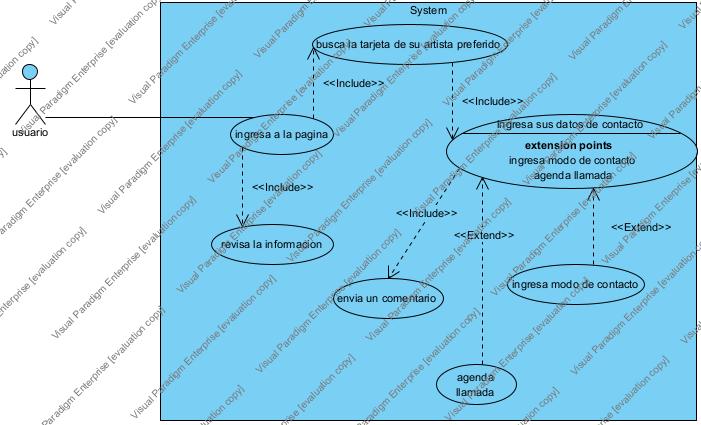 System
busca la tarjeta de su artista preferido
<<Include>>
<<Include>>
usuario
ingresa a la pagina
ingresa sus datos de contacto
extension points
ingresa modo de contacto
agenda llamada
<<Include>>
<<Include>>
<<Extend>>
<<Extend>>
revisa la informacion
envia un comentario
ingresa modo de contacto
agenda
llamada
Visual Paradigm Enterprise [evaluation copy]